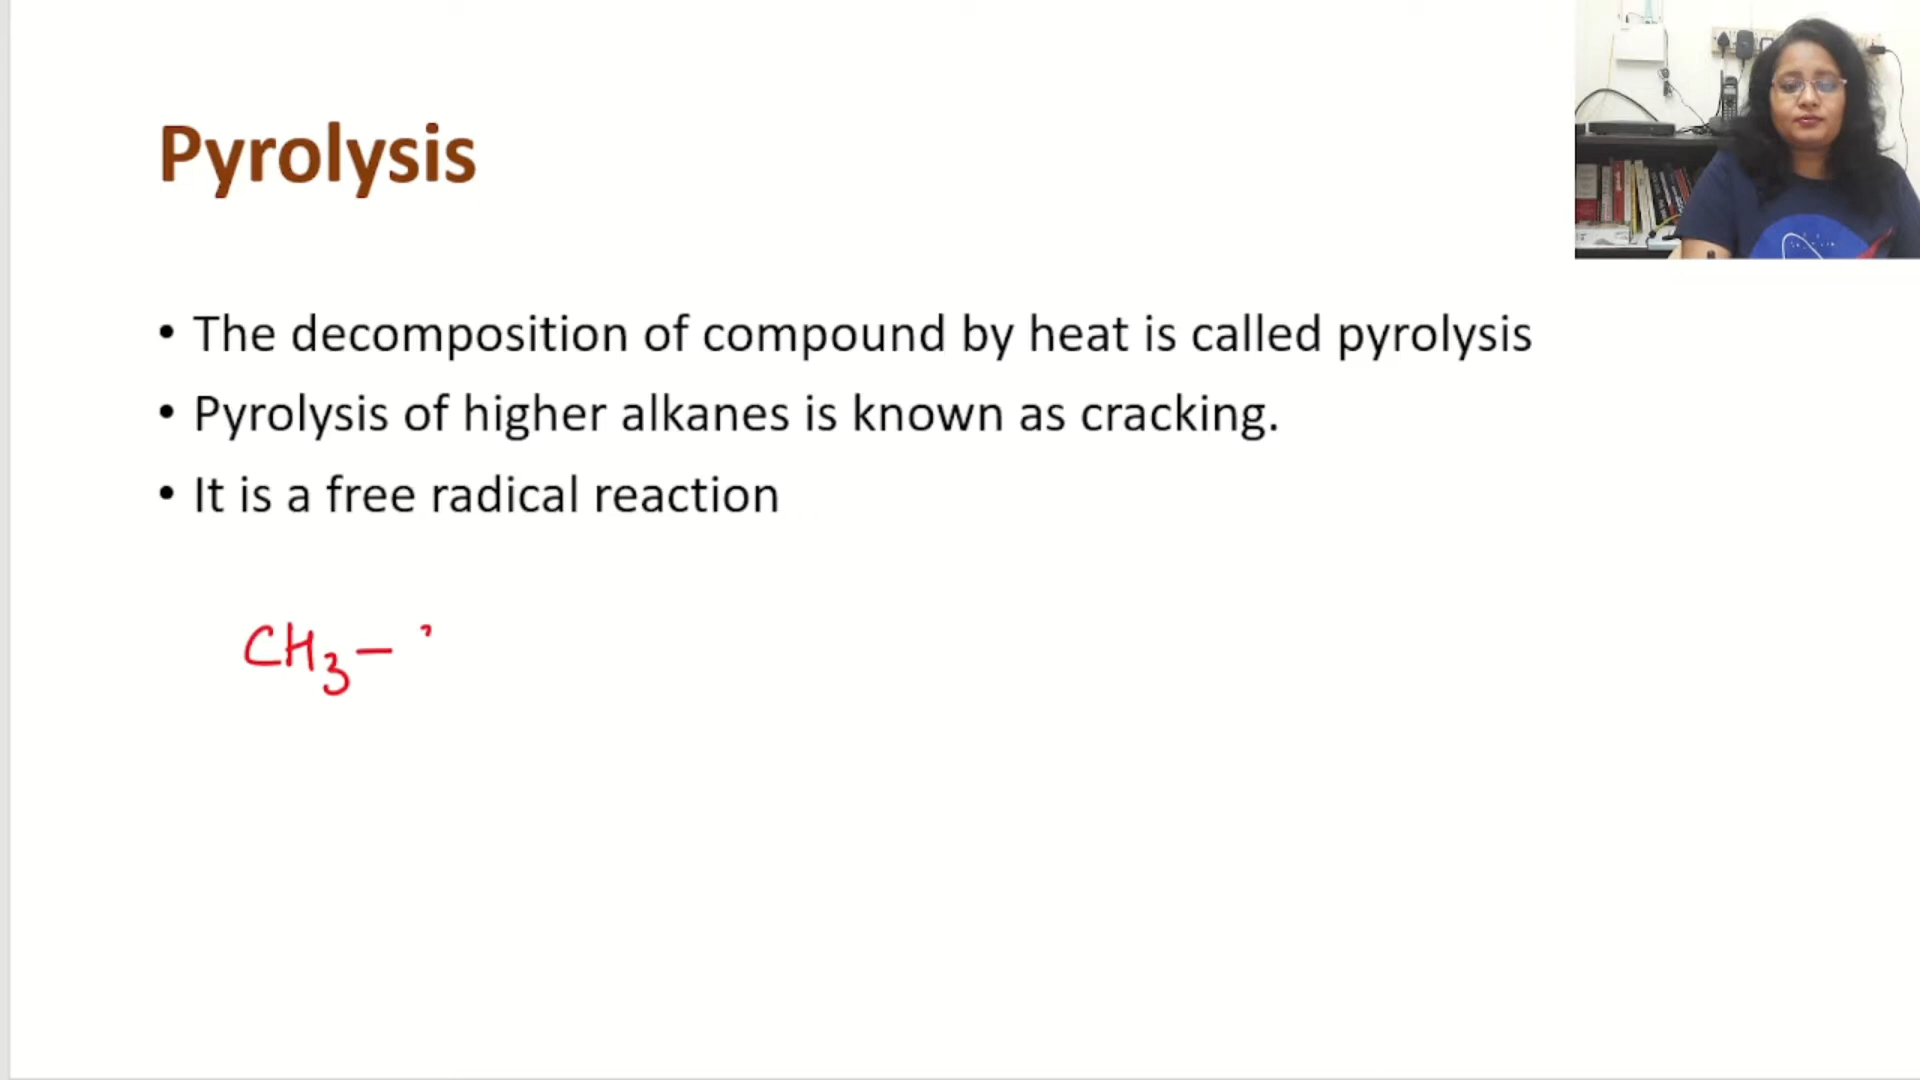 Pyrolysis
• The decomposition of compound by heat is called pyrolysis
• Pyrolysis of higher alkanes is known as cracking.
• It is a free radical reaction
CH₃ –